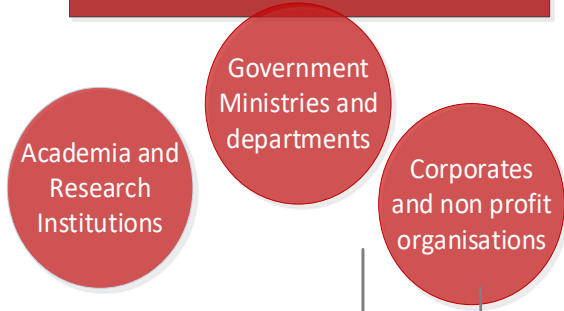 Government
Ministries and
departments
Academia and
Research
Institutions
Corporates
and non profit
organisations